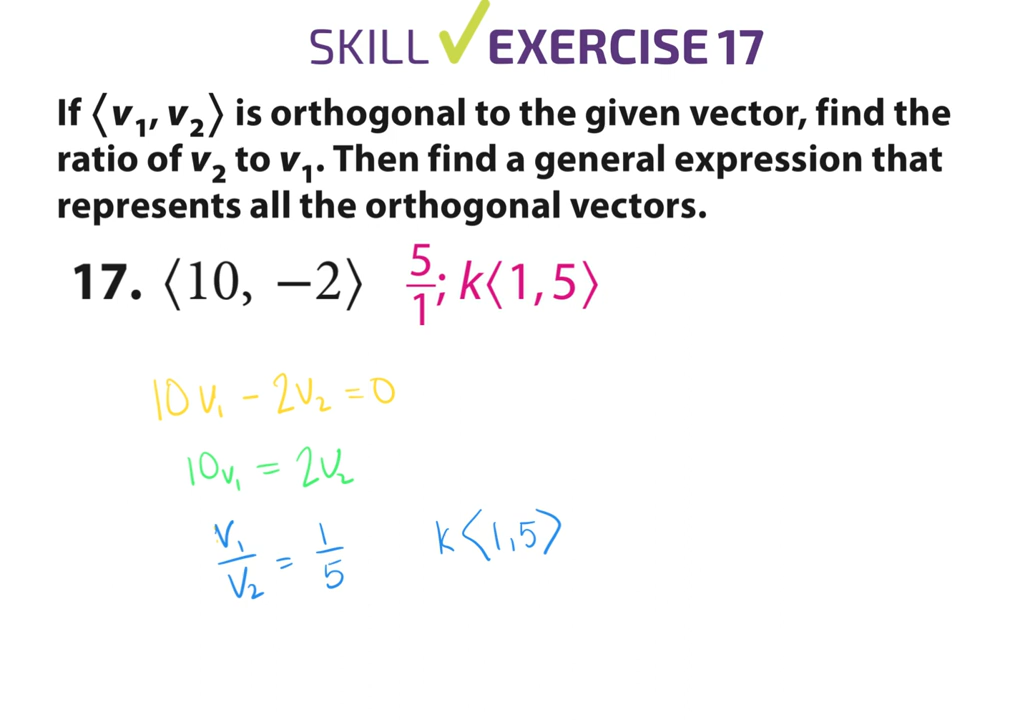 SKILL ✓ EXERCISE 17
If ⟨v₁, v₂⟩ is orthogonal to the given vector, find the
ratio of v₂ to v₁. Then find a general expression that
represents all the orthogonal vectors.
17. ⟨10, −2⟩ 5/1; k⟨1, 5⟩
10v₁ − 2v₂ = 0
10v₁ = 2v₂
v₁/v₂ = 1/5 k⟨1,5⟩